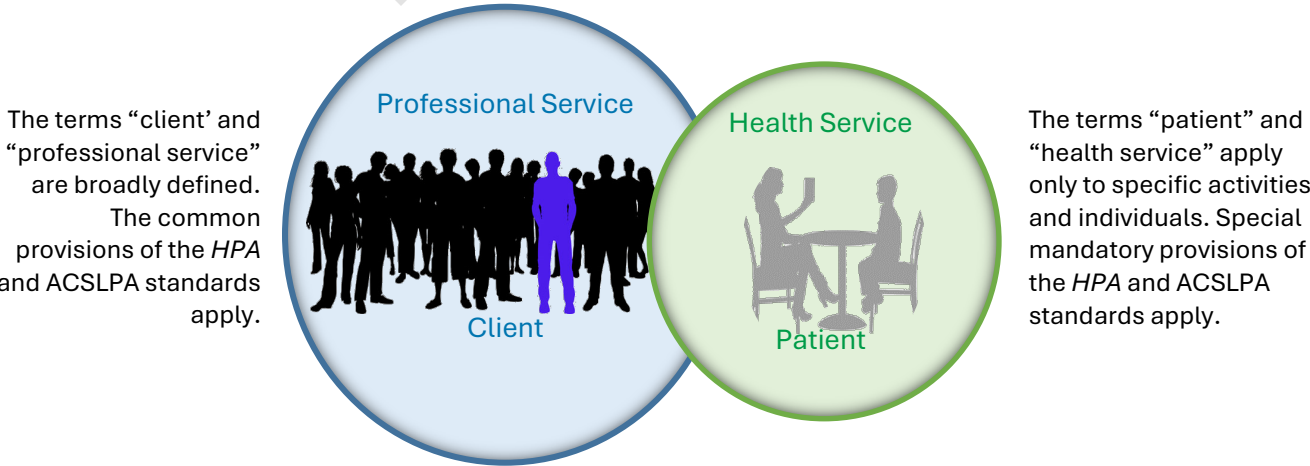 The terms “client’ and
“professional service”
are broadly defined.
The common
provisions of the HPA
and ACSLPA standards
apply.
Professional Service
Client
Health Service
Patient
The terms “patient” and
“health service” apply
only to specific activities
and individuals. Special
mandatory provisions of
the HPA and ACSLPA
standards apply.